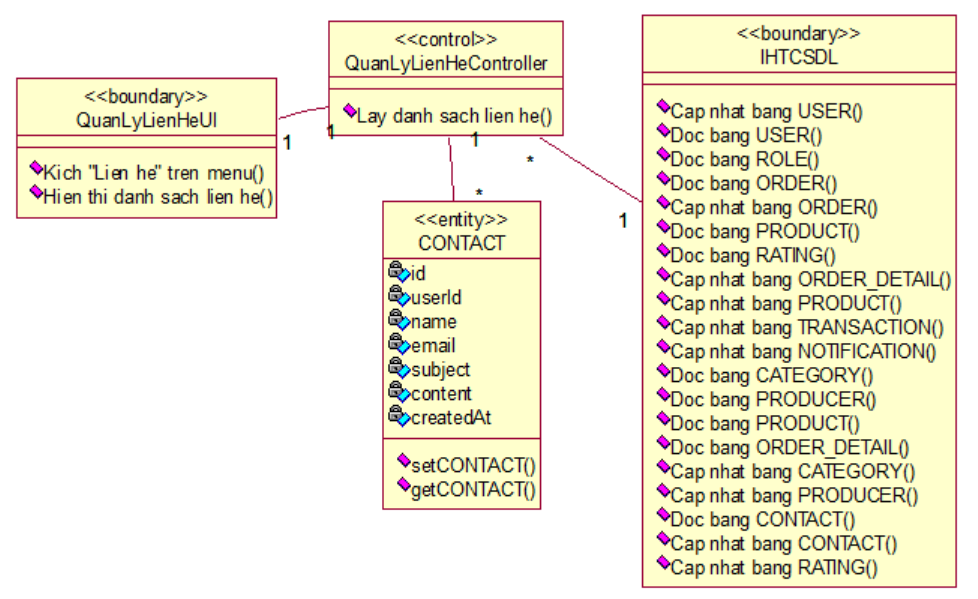 <<boundary>>
QuanLyLienHeUI
Kich "Lien he" tren menu()
Hien thi danh sach lien he()
1
1
<<control>>
QuanLyLienHeController
Lay danh sach lien he()
1
*
*
1
<<entity>>
CONTACT
id
userId
name
email
subject
content
createdAt
setCONTACT()
getCONTACT()
<<boundary>>
IHTCSDL
Cap nhat bang USER()
Doc bang USER()
Doc bang ROLE()
Doc bang ORDER()
Cap nhat bang ORDER()
Doc bang PRODUCT()
Doc bang RATING()
Cap nhat bang ORDER_DETAIL()
Cap nhat bang PRODUCT()
Cap nhat bang TRANSACTION()
Cap nhat bang NOTIFICATION()
Doc bang CATEGORY()
Doc bang PRODUCER()
Doc bang PRODUCT()
Doc bang ORDER_DETAIL()
Cap nhat bang CATEGORY()
Cap nhat bang PRODUCER()
Doc bang CONTACT()
Cap nhat bang CONTACT()
Cap nhat bang RATING()